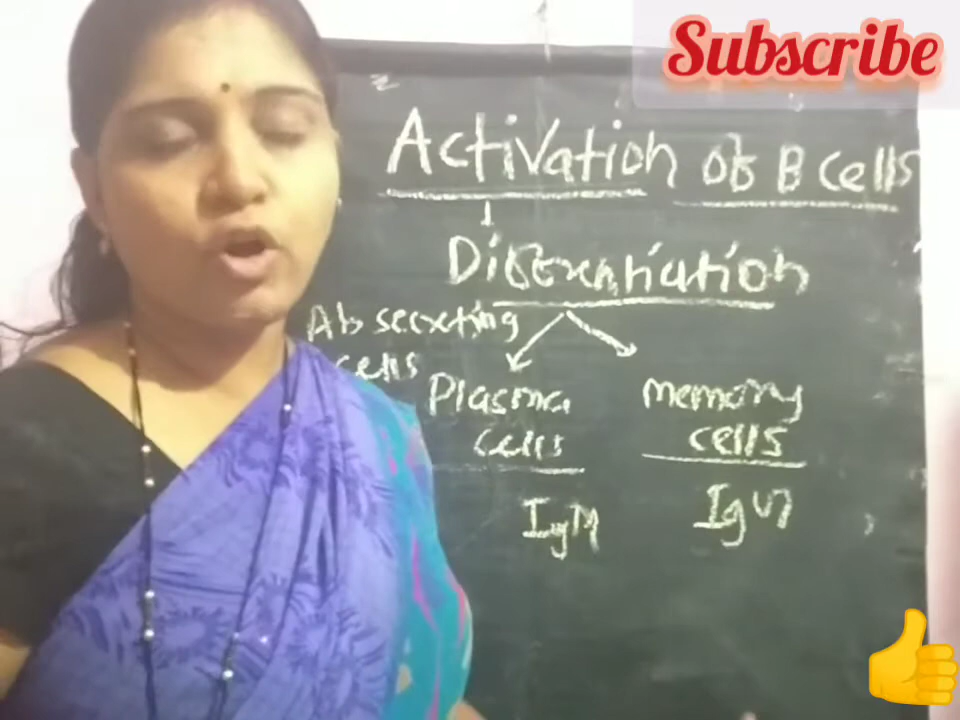 Subscribe
Activation of B cells
Differentiation
Ab secreting
cells
Plasma
cells
memory
cells
IgM
IgG